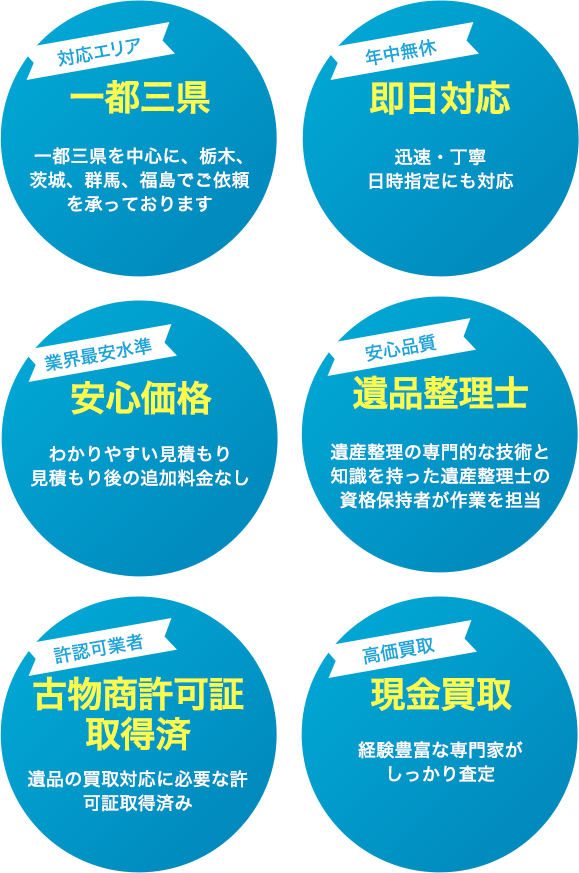 対応エリア
一都三県
一都三県を中心に、栃木、
茨城、群馬、福島でご依頼
を承っております
年中無休
即日対応
迅速・丁寧
日時指定にも対応
業界最安水準
安心価格
わかりやすい見積もり
見積もり後の追加料金なし
安心品質
遺品整理士
遺産整理の専門的な技術と
知識を持った遺産整理士の
資格保持者が作業を担当
許認可業者
古物商許可証
取得済
遺品の買取対応に必要な許
可証取得済み
高価買取
現金買取
経験豊富な専門家が
しっかり査定